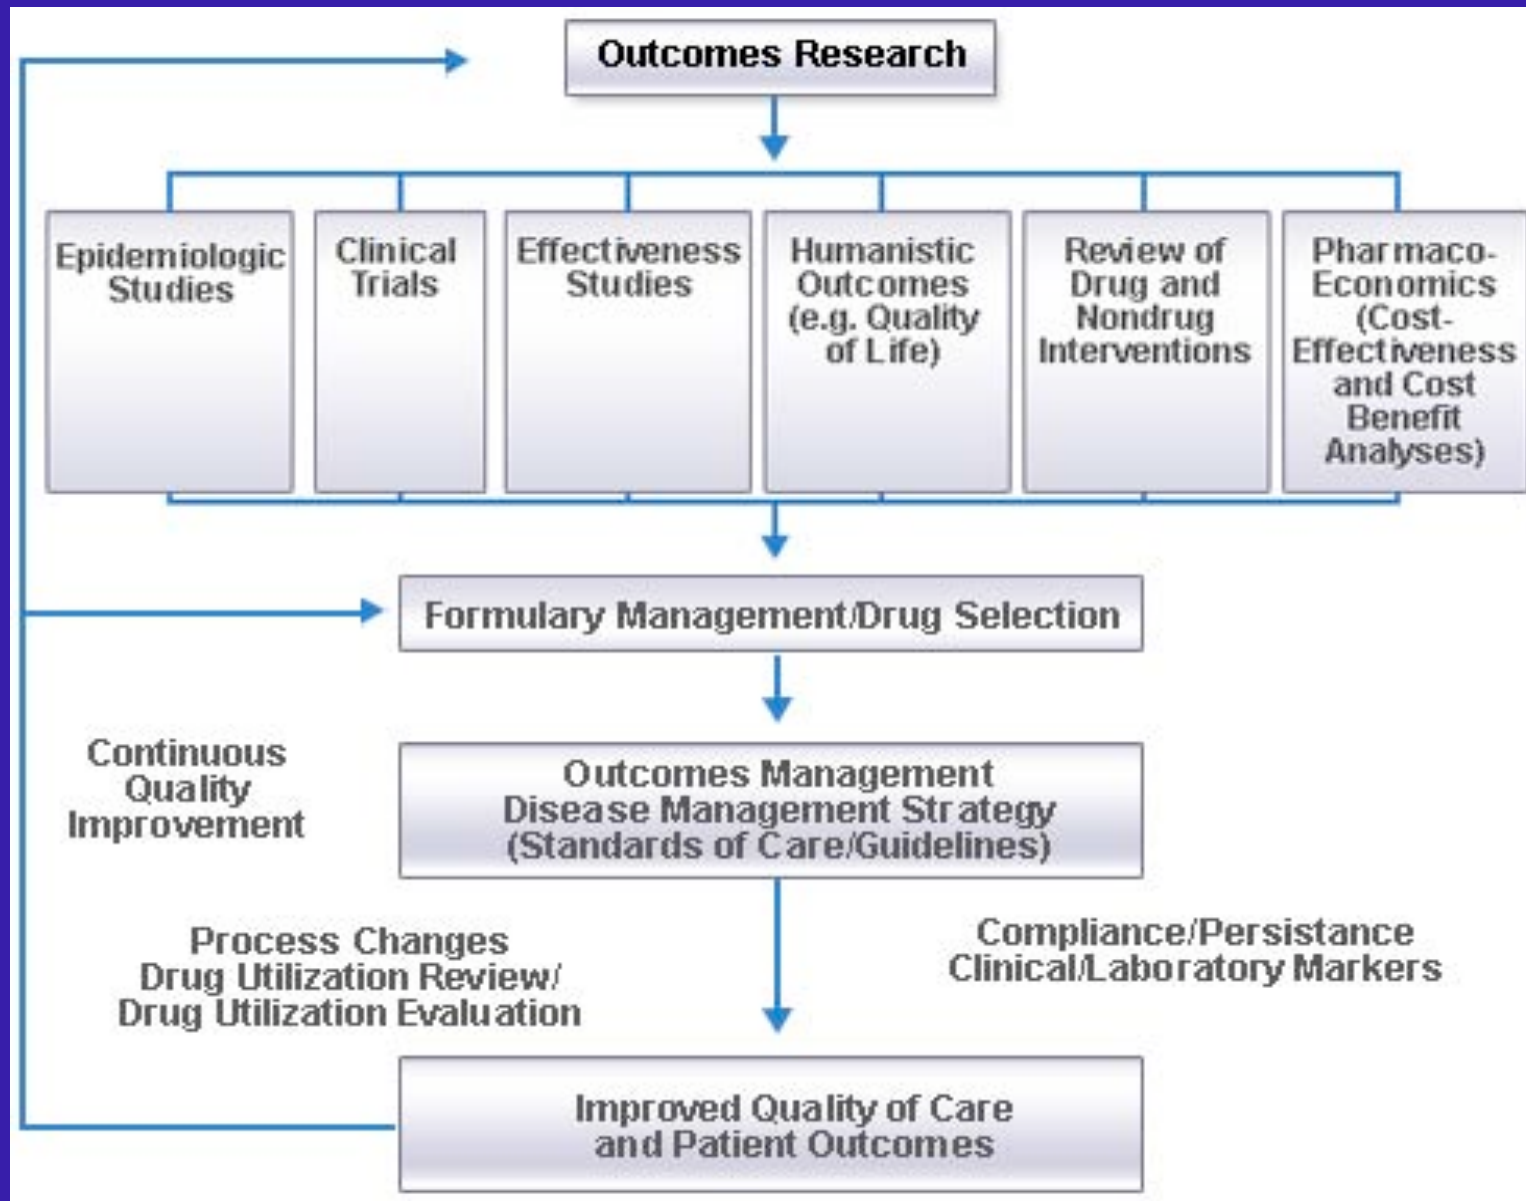 Outcomes Research
Epidemiologic
Studies
Clinical
Trials
Effectiveness
Studies
Humanistic
Outcomes
(e.g. Quality
of Life)
Review of
Drug and
Nondrug
Interventions
Pharmaco-
Economics
(Cost-
Effectiveness
and Cost
Benefit
Analyses)
Formulary Management/Drug Selection
Continuous
Quality
Improvement
Outcomes Management
Disease Management Strategy
(Standards of Care/Guidelines)
Process Changes
Drug Utilization Review/
Drug Utilization Evaluation
Compliance/Persistance
Clinical/Laboratory Markers
Improved Quality of Care
and Patient Outcomes